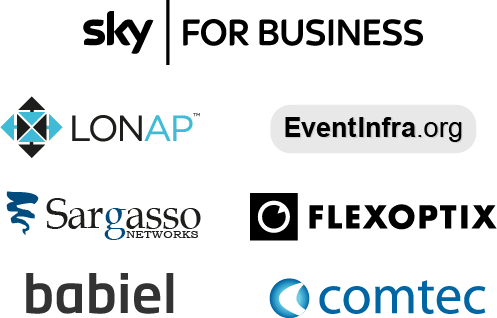 sky FOR BUSINESS
LONAP™
EventInfra.org
Sargasso
NETWORKS
FLEXOPTIX
babiel
comtec